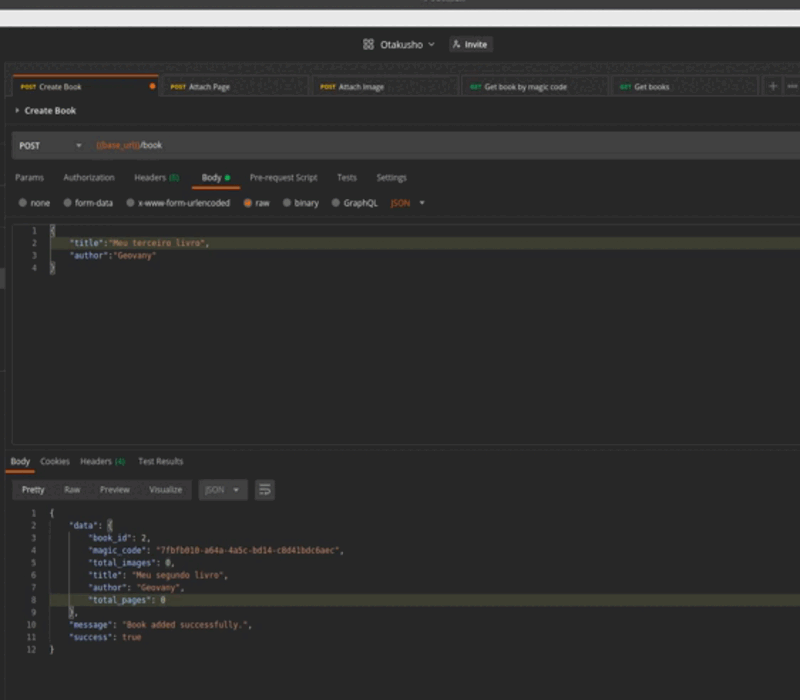 Otakusho Invite
POST Create Book POST Attach Page POST Attach Image GET Get book by magic code GET Get books
Create Book
POST {{base_url}}/book
Params Authorization Headers (8) Body Pre-request Script Tests Settings
none form-data x-www-form-urlencoded raw binary GraphQL JSON
1 {
2 "title":"Meu terceiro livro",
3 "author":"Geovany"
4 }
Body Cookies Headers (4) Test Results
Pretty Raw Preview Visualize JSON
1 {
2 "data": {
3 "book_id": 2,
4 "magic_code": "7fbfb010-a64a-4a5c-bd14-c8d41bdc6aec",
5 "total_images": 0,
6 "title": "Meu segundo livro",
7 "author": "Geovany",
8 "total_pages": 0
9 },
10 "message": "Book added successfully.",
11 "success": true
12 }